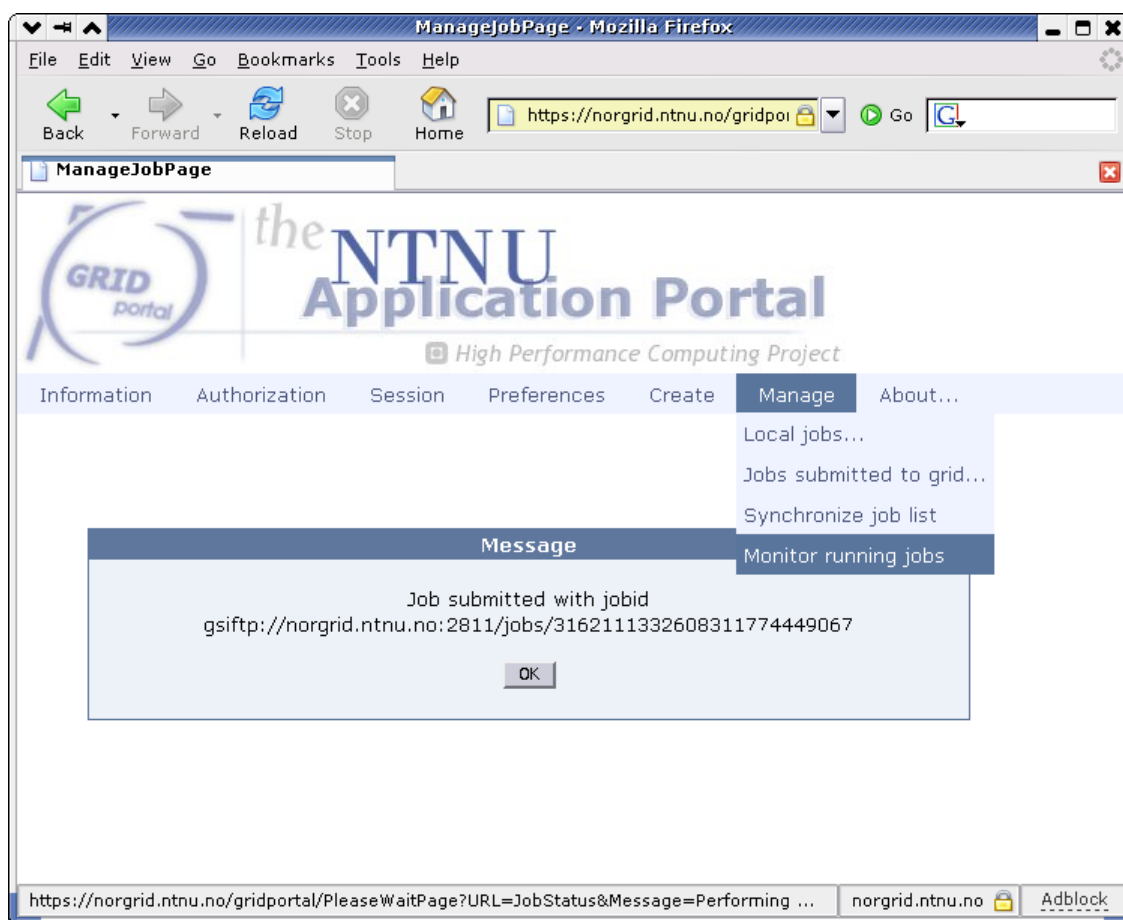 ManageJobPage - Mozilla Firefox
File Edit View Go Bookmarks Tools Help
Back Forward Reload Stop Home https://norgrid.ntnu.no/gridpor Go G
ManageJobPage
GRID
portal
the NTNU
Application Portal
High Performance Computing Project
Information Authorization Session Preferences Create Manage About...
Local jobs...
Jobs submitted to grid...
Synchronize job list
Monitor running jobs
Message
Job submitted with jobid
gsiftp://norgrid.ntnu.no:2811/jobs/3162111332608311774449067
OK
https://norgrid.ntnu.no/gridportal/PleaseWaitPage?URL=JobStatus&Message=Performing ... norgrid.ntnu.no Adblock